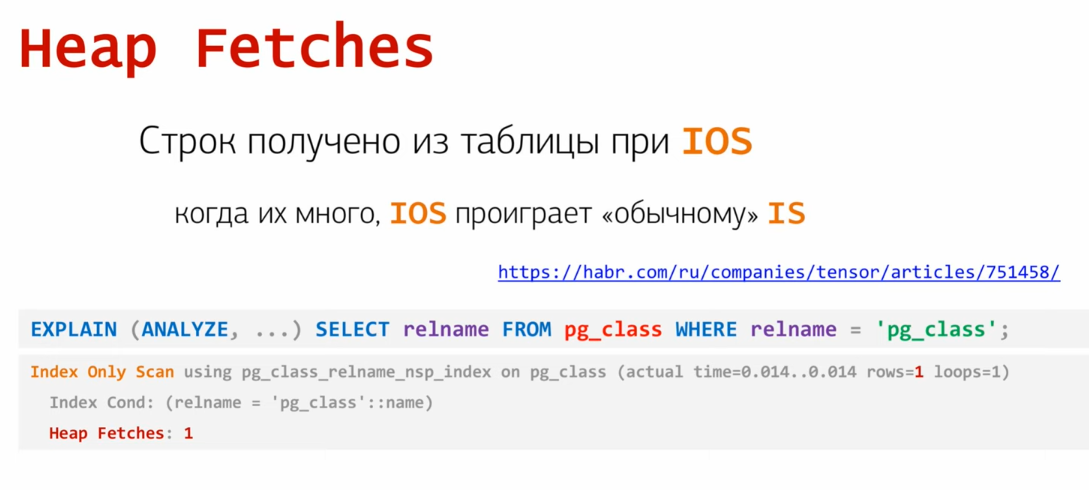 Heap Fetches
Строк получено из таблицы при IOS
когда их много, IOS проиграет «обычному» IS
https://habr.com/ru/companies/tensor/articles/751458/
EXPLAIN (ANALYZE, ...) SELECT relname FROM pg_class WHERE relname = 'pg_class';
Index Only Scan using pg_class_relname_nsp_index on pg_class (actual time=0.014..0.014 rows=1 loops=1)
Index Cond: (relname = 'pg_class'::name)
Heap Fetches: 1